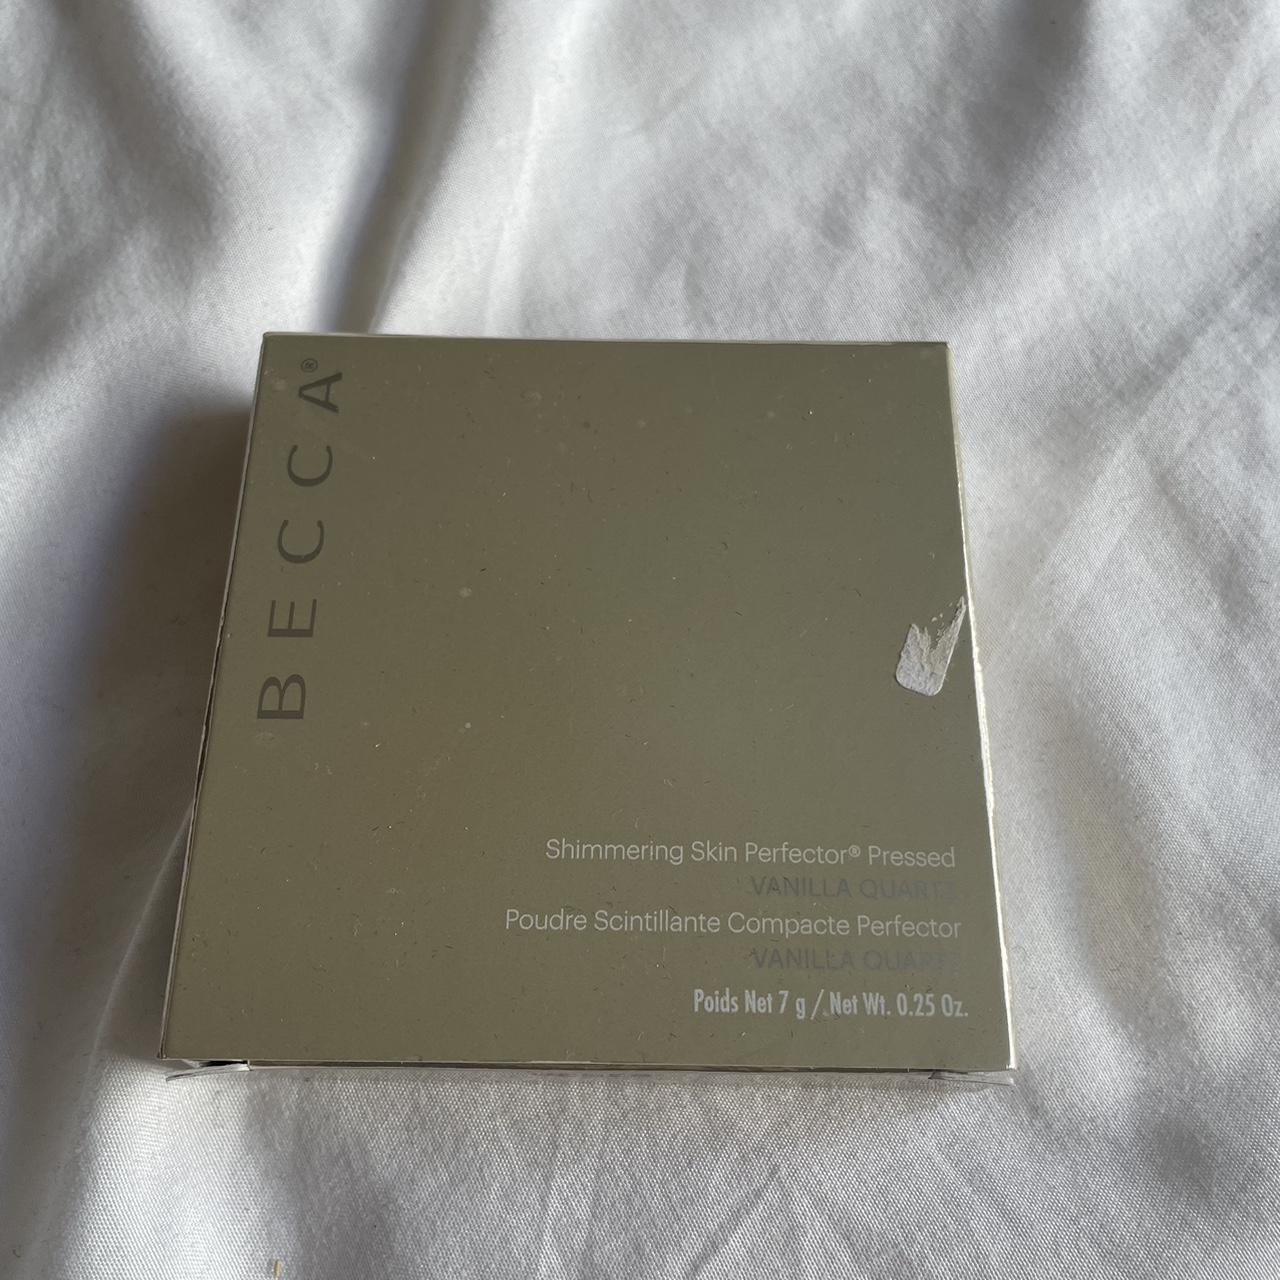 BECCA®
Shimmering Skin Perfector® Pressed
VANILLA QUARTZ
Poudre Scintillante Compacte Perfector
VANILLA QUARTZ
Poids Net 7 g / Net Wt. 0.25 Oz.